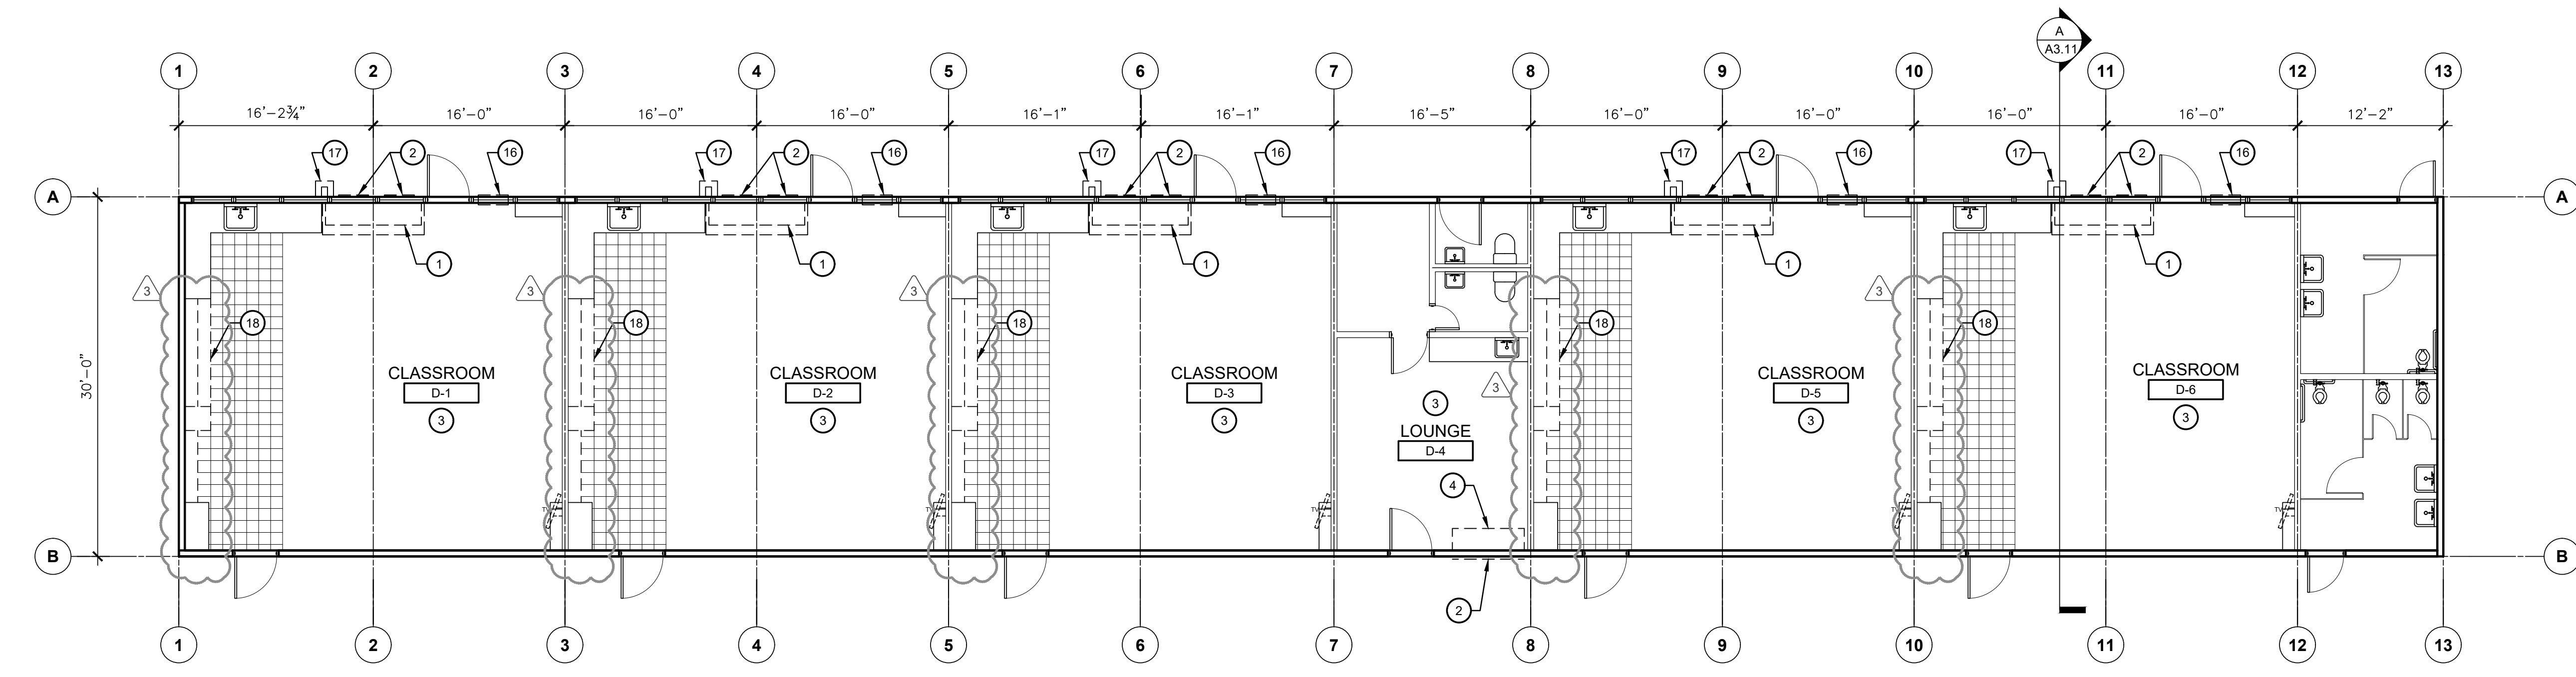 A
A3.11
1 2 3 4 5 6 7 8 9 10 11 12 13
16'-2¾" 16'-0" 16'-0" 16'-0" 16'-1" 16'-1" 16'-5" 16'-0" 16'-0" 16'-0" 16'-0" 12'-2"
17 2 16 17 2 16 17 2 16 17 2 16 17 2 16
A A
1 1 1 1 1
3 3 3 3
18 18 18 18 18
30'-0"
CLASSROOM CLASSROOM CLASSROOM CLASSROOM CLASSROOM
D-1 D-2 D-3 D-5 D-6
3 3 3 3 3
3
3
LOUNGE
D-4
4
TV TV TV TV TV
B B
2
1 2 3 4 5 6 7 8 9 10 11 12 13